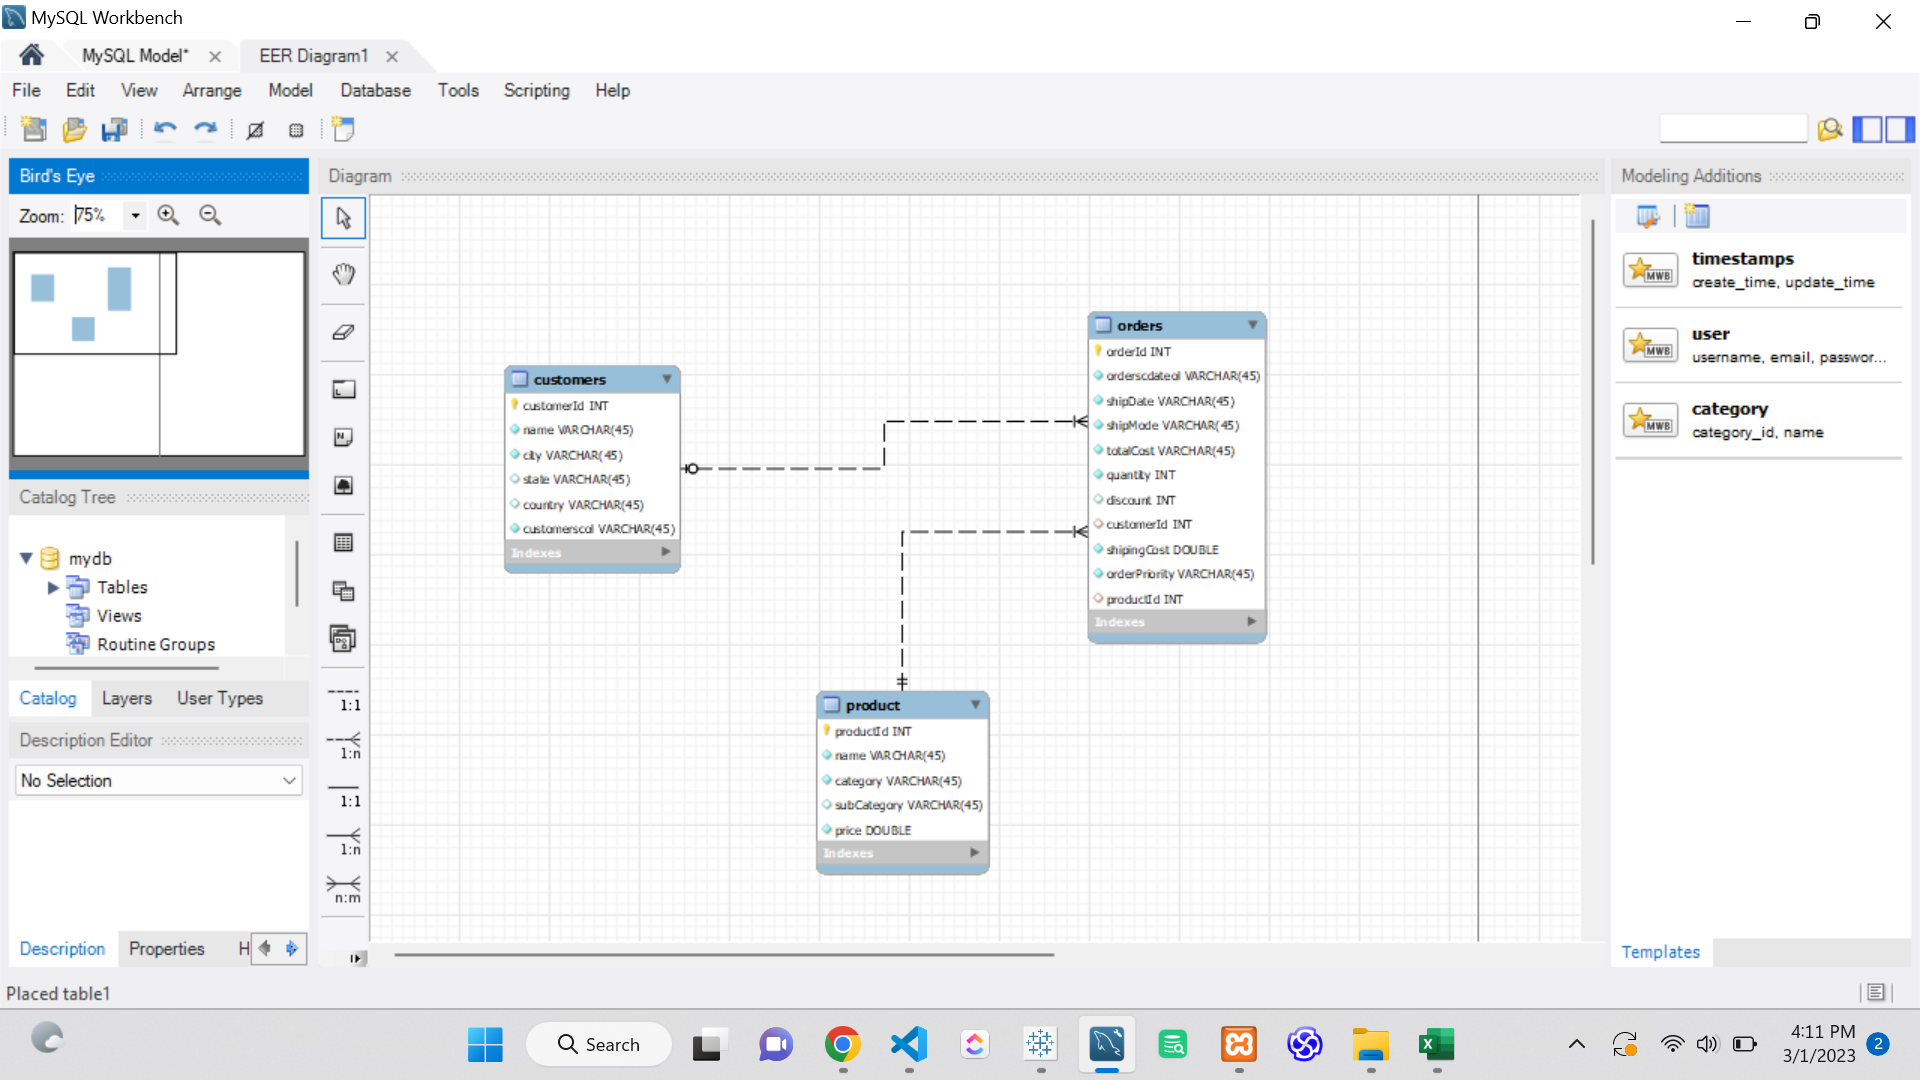 MySQL Workbench
MySQL Model*
EER Diagram1
File Edit View Arrange Model Database Tools Scripting Help
Bird's Eye
Zoom: 75%
Catalog Tree
mydb
Tables
Views
Routine Groups
Catalog Layers User Types
Description Editor
No Selection
Description Properties H
Placed table1
Diagram
1:1
1:n
1:1
1:n
n:m
customers
customerId INT
name VARCHAR(45)
city VARCHAR(45)
state VARCHAR(45)
country VARCHAR(45)
customerscol VARCHAR(45)
Indexes
orders
orderId INT
orderscdateol VARCHAR(45)
shipDate VARCHAR(45)
shipMode VARCHAR(45)
totalCost VARCHAR(45)
quantity INT
discount INT
customerId INT
shipingCost DOUBLE
orderPriority VARCHAR(45)
productId INT
Indexes
product
productId INT
name VARCHAR(45)
category VARCHAR(45)
subCategory VARCHAR(45)
price DOUBLE
Indexes
Modeling Additions
MWB
timestamps
create_time, update_time
MWB
user
username, email, passwor...
MWB
category
category_id, name
Templates
Search
4:11 PM
3/1/2023
2